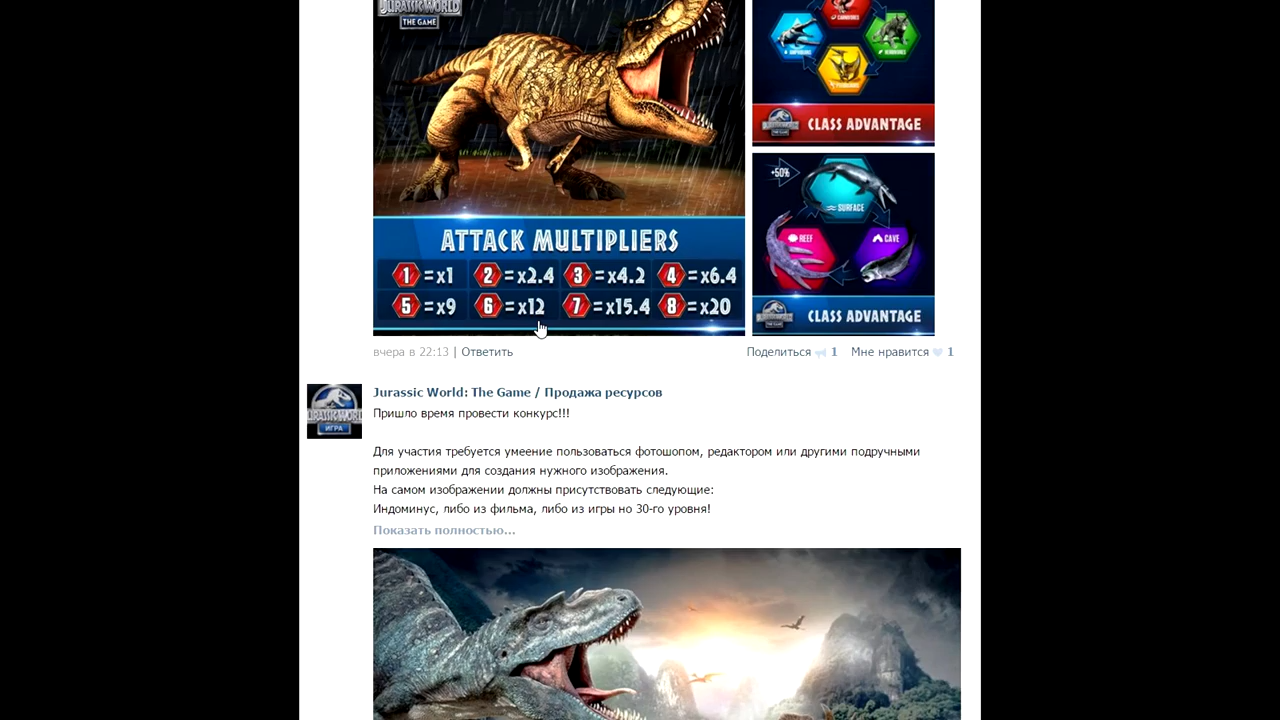 JURASSIC WORLD
THE GAME
ATTACK MULTIPLIERS
1 = x1 2 = x2.4 3 = x4.2 4 = x6.4
5 = x9 6 = x12 7 = x15.4 8 = x20
CLASS ADVANTAGE
+50%
SURFACE
REEF
CAVE
CLASS ADVANTAGE
вчера в 22:13 | Ответить
Поделиться 1 Мне нравится 1
JURASSIC WORLD
ИГРА
Jurassic World: The Game / Продажа ресурсов
Пришло время провести конкурс!!!
Для участия требуется умеение пользоваться фотошопом, редактором или другими подручными
приложениями для создания нужного изображения.
На самом изображении должны присутствовать следующие:
Индоминус, либо из фильма, либо из игры но 30-го уровня!
Показать полностью...